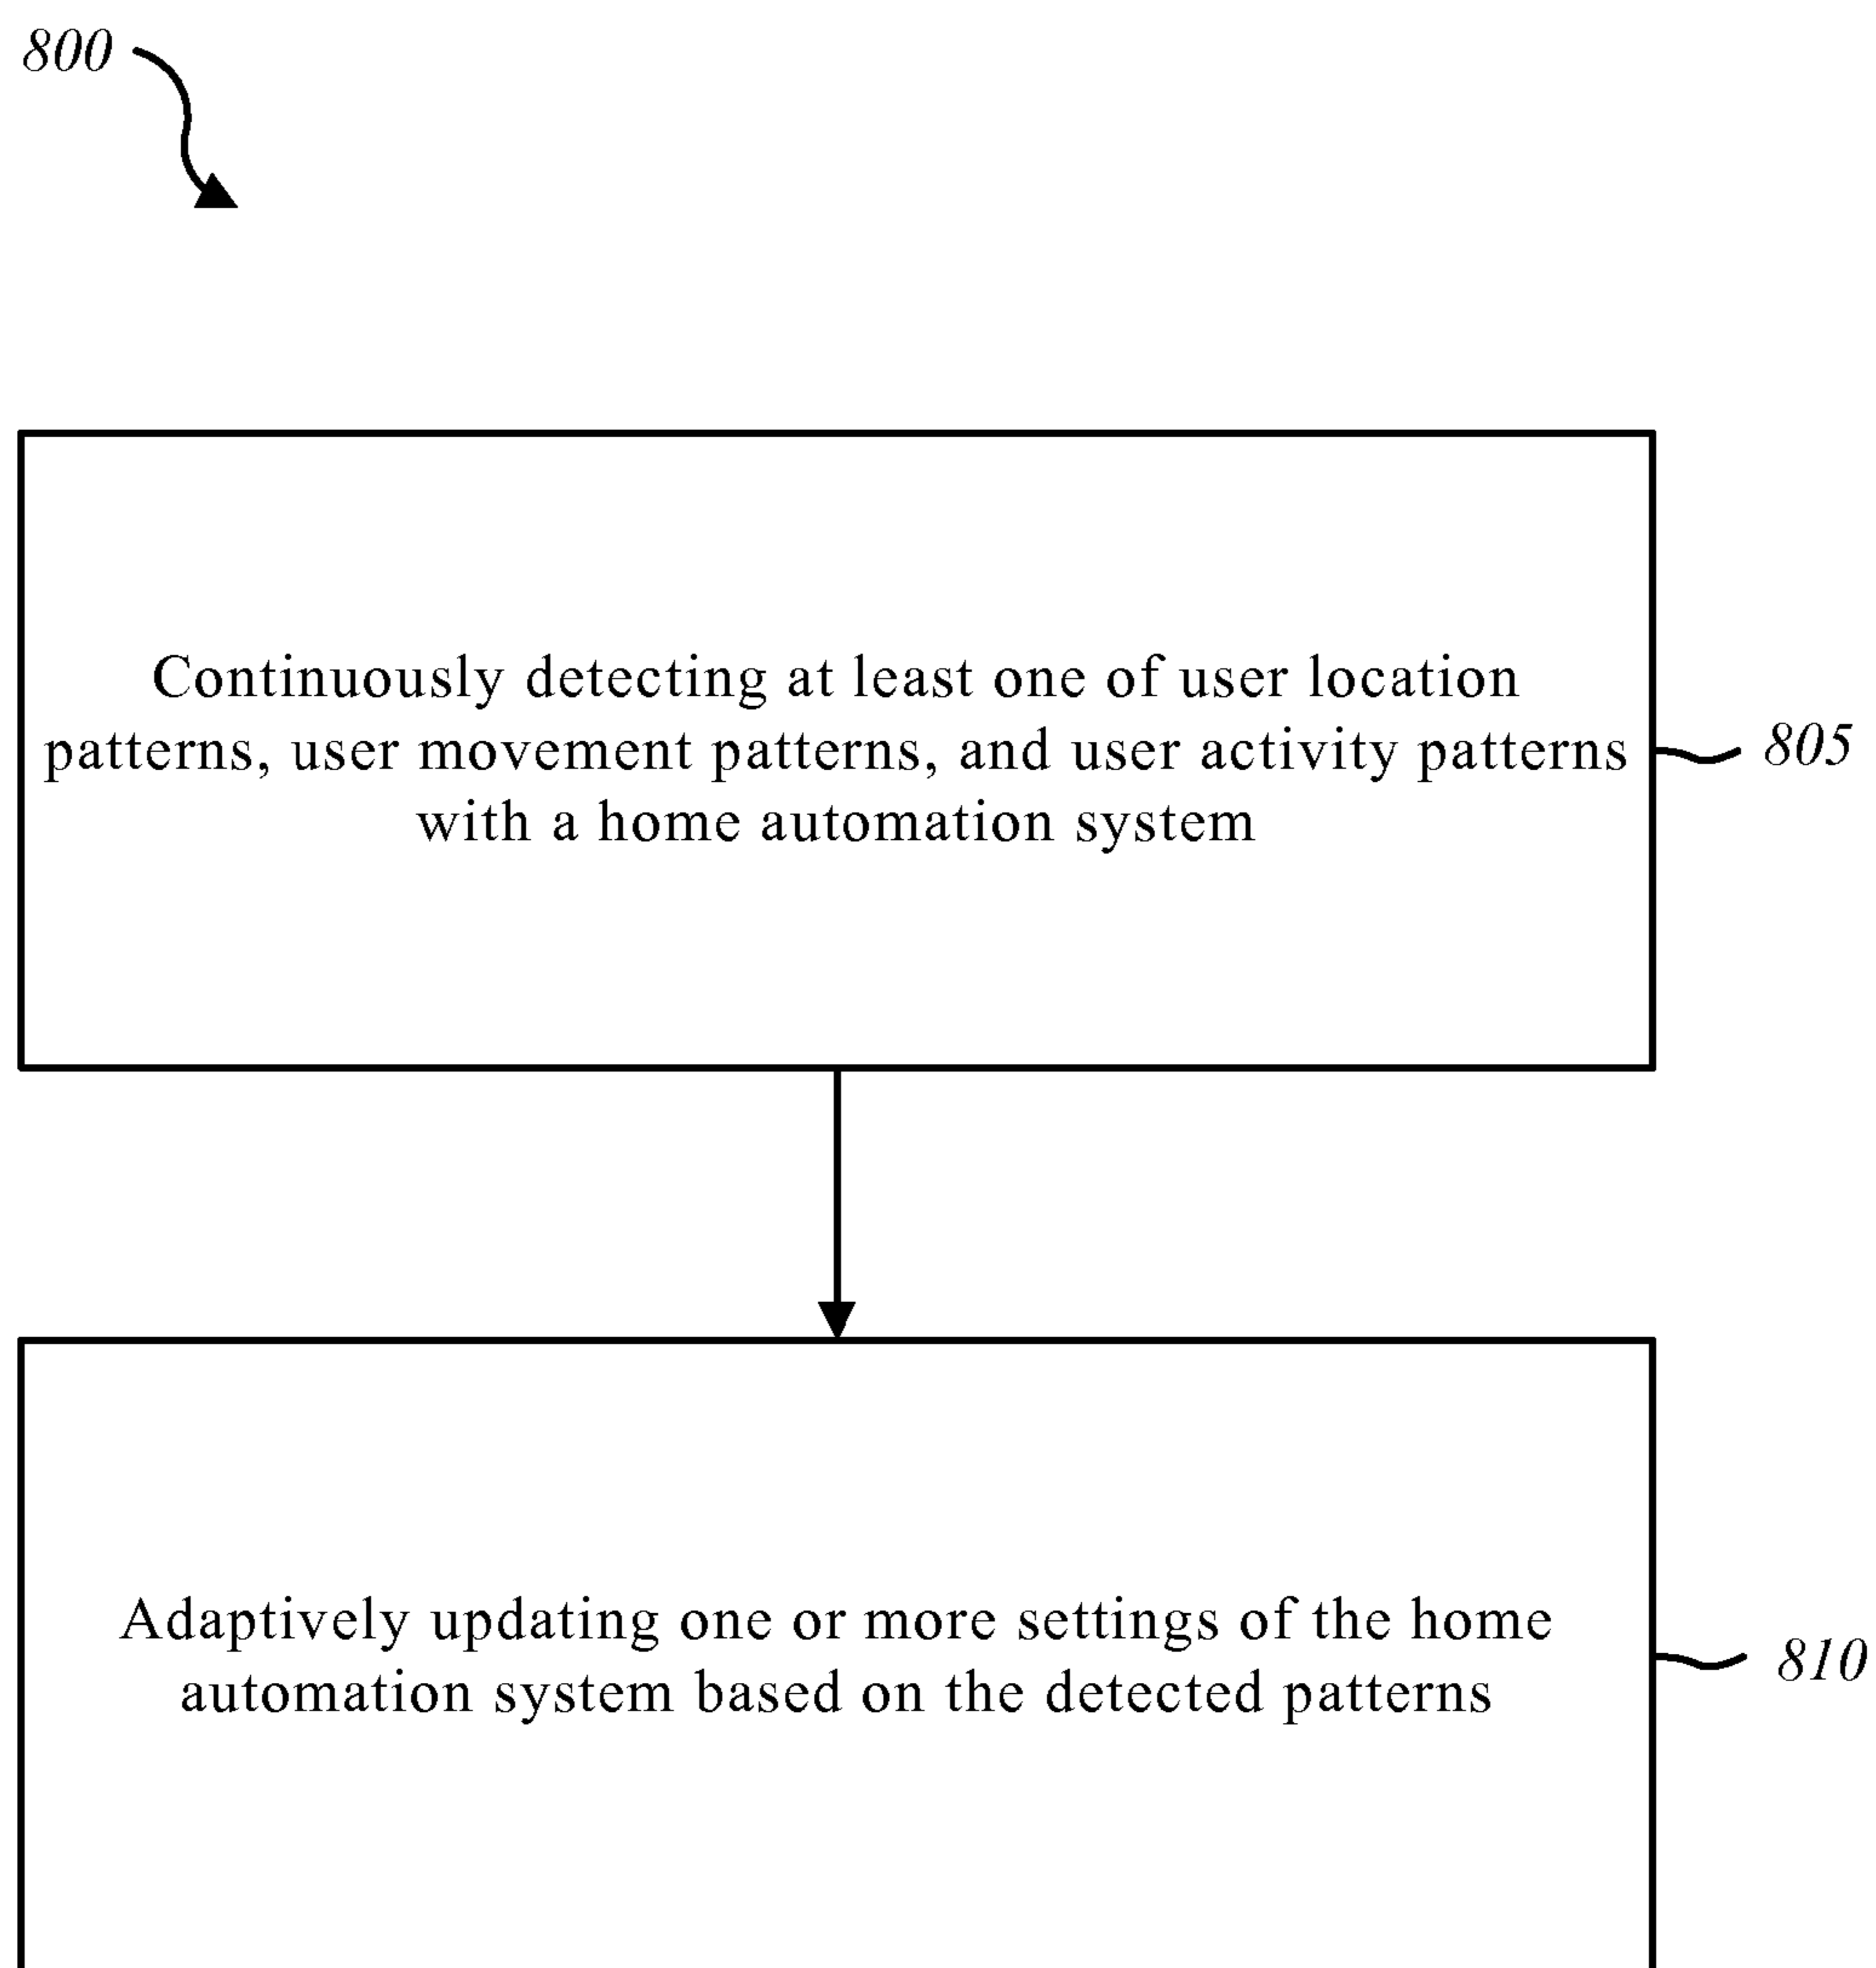 800
Continuously detecting at least one of user location
patterns, user movement patterns, and user activity patterns
with a home automation system
805
Adaptively updating one or more settings of the home
automation system based on the detected patterns
810